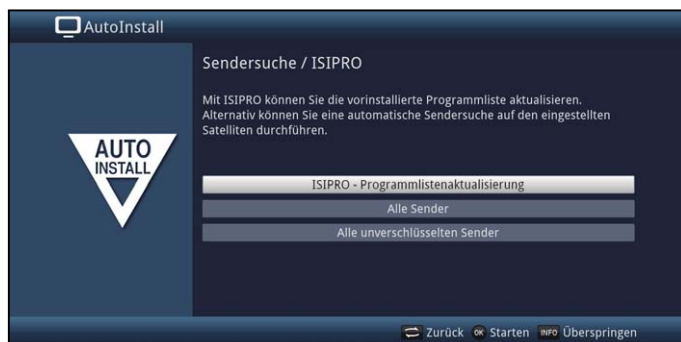 AutoInstall
Sendersuche / ISIPRO
Mit ISIPRO können Sie die vorinstallierte Programmliste aktualisieren.
Alternativ können Sie eine automatische Sendersuche auf den eingestellten
Satelliten durchführen.
AUTO
INSTALL
ISIPRO - Programmlistenaktualisierung
Alle Sender
Alle unverschlüsselten Sender
Zurück OK Starten INFO Überspringen